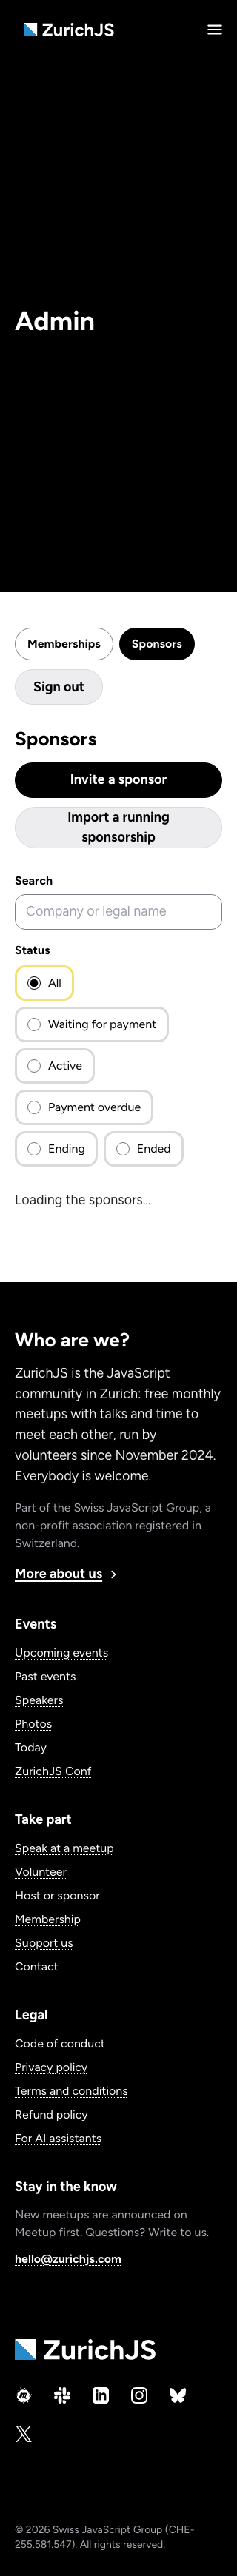 ZurichJS
Admin
Memberships
Sponsors
Sign out
Sponsors
Invite a sponsor
Import a running
sponsorship
Search
Company or legal name
Status
All
Waiting for payment
Active
Payment overdue
Ending
Ended
Loading the sponsors...
Who are we?
ZurichJS is the JavaScript
community in Zurich: free monthly
meetups with talks and time to
meet each other, run by
volunteers since November 2024.
Everybody is welcome.
Part of the Swiss JavaScript Group, a
non-profit association registered in
Switzerland.
More about us
Events
Upcoming events
Past events
Speakers
Photos
Today
ZurichJS Conf
Take part
Speak at a meetup
Volunteer
Host or sponsor
Membership
Support us
Contact
Legal
Code of conduct
Privacy policy
Terms and conditions
Refund policy
For AI assistants
Stay in the know
New meetups are announced on
Meetup first. Questions? Write to us.
hello@zurichjs.com
ZurichJS
© 2026 Swiss JavaScript Group (CHE-
255.581.547). All rights reserved.